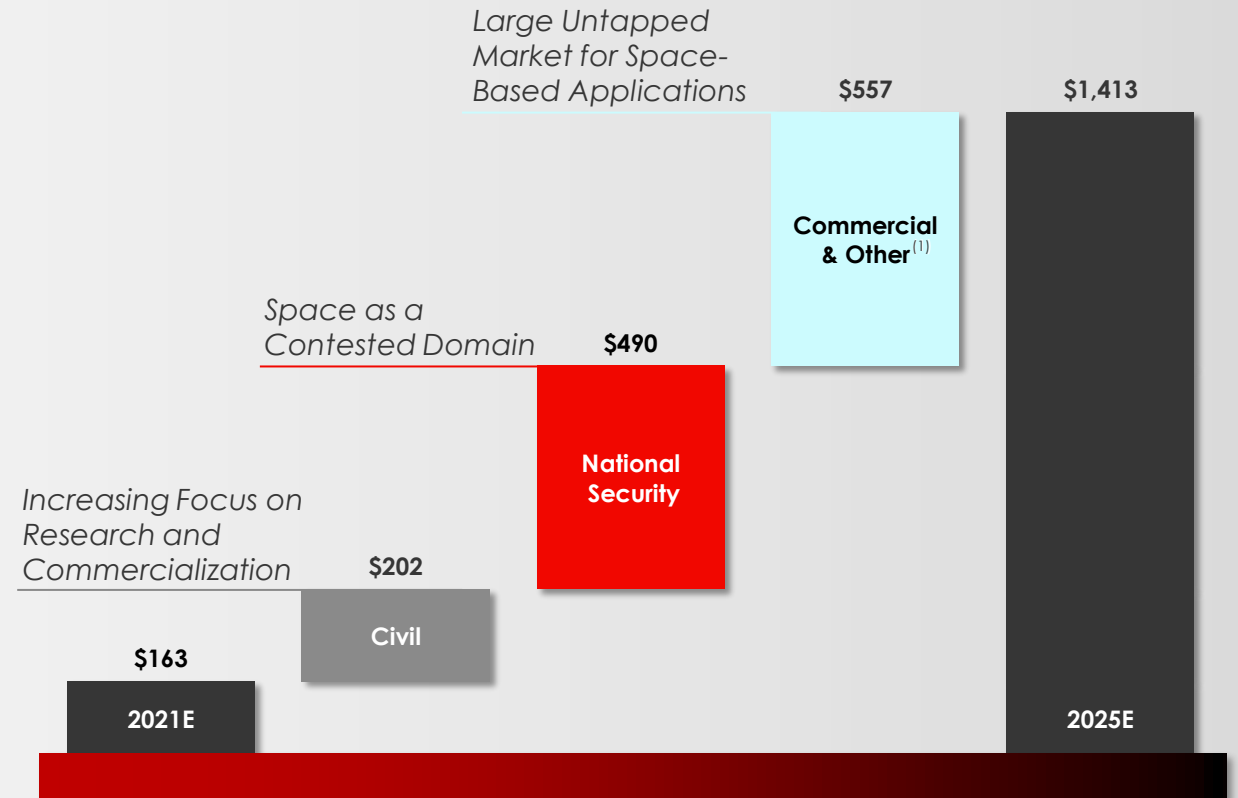 Large Untapped
Market for Space-
Based Applications
$557
$1,413
Commercial
& Other(1)
Space as a
Contested Domain
$490
National
Security
Increasing Focus on
Research and
Commercialization
$202
Civil
$163
2021E
2025E